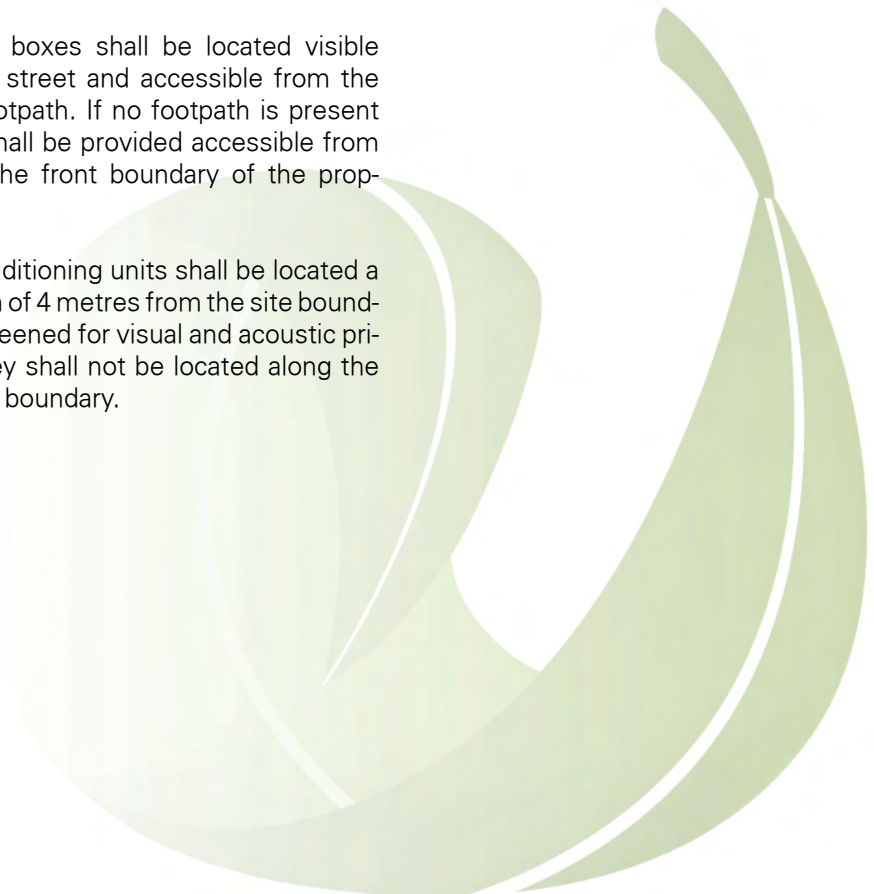 boxes shall be located visible
street and accessible from the
otpath. If no footpath is present
hall be provided accessible from
he front boundary of the prop-
ditioning units shall be located a
of 4 metres from the site bound-
eened for visual and acoustic pri-
ey shall not be located along the
boundary.